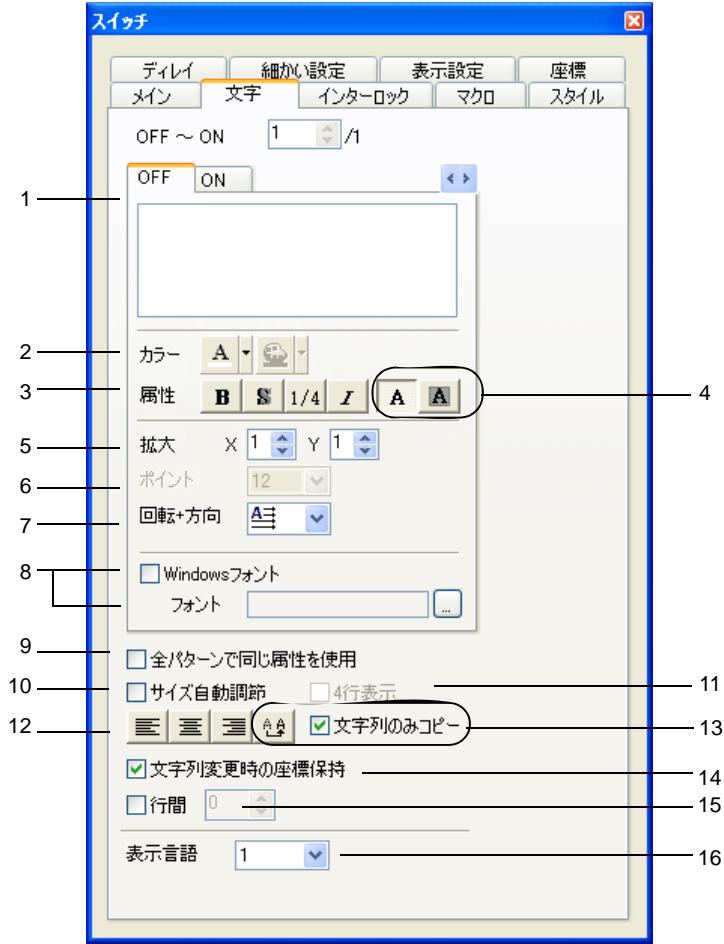 スイッチ
ディレイ 細かい設定 表示設定 座標
メイン 文字 インターロック マクロ スタイル
OFF ～ ON 1 /1
OFF ON
1
2 カラー A
3 属性 B S 1/4 I A A 4
5 拡大 X 1 Y 1
6 ポイント 12
7 回転+方向 A
8 Windowsフォント
フォント ...
9 全パターンで同じ属性を使用
10 サイズ自動調節 4行表示 11
12 A A 文字列のみコピー 13
文字列変更時の座標保持 14
行間 0 15
表示言語 1 16